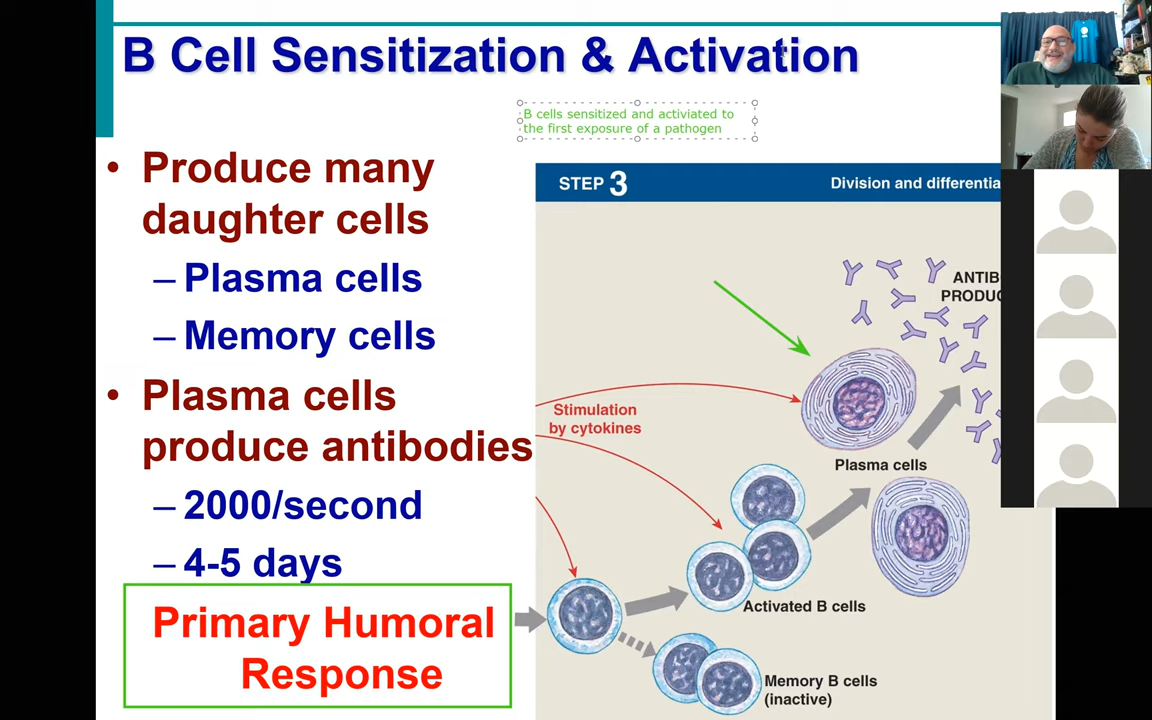 B Cell Sensitization & Activation
B cells sensitized and activiated to
the first exposure of a pathogen
• Produce many
daughter cells
– Plasma cells
– Memory cells
• Plasma cells
produce antibodies
– 2000/second
– 4-5 days
Primary Humoral
Response
STEP 3
Division and differentia
ANTIB
PRODUC
Stimulation
by cytokines
Plasma cells
Activated B cells
Memory B cells
(inactive)